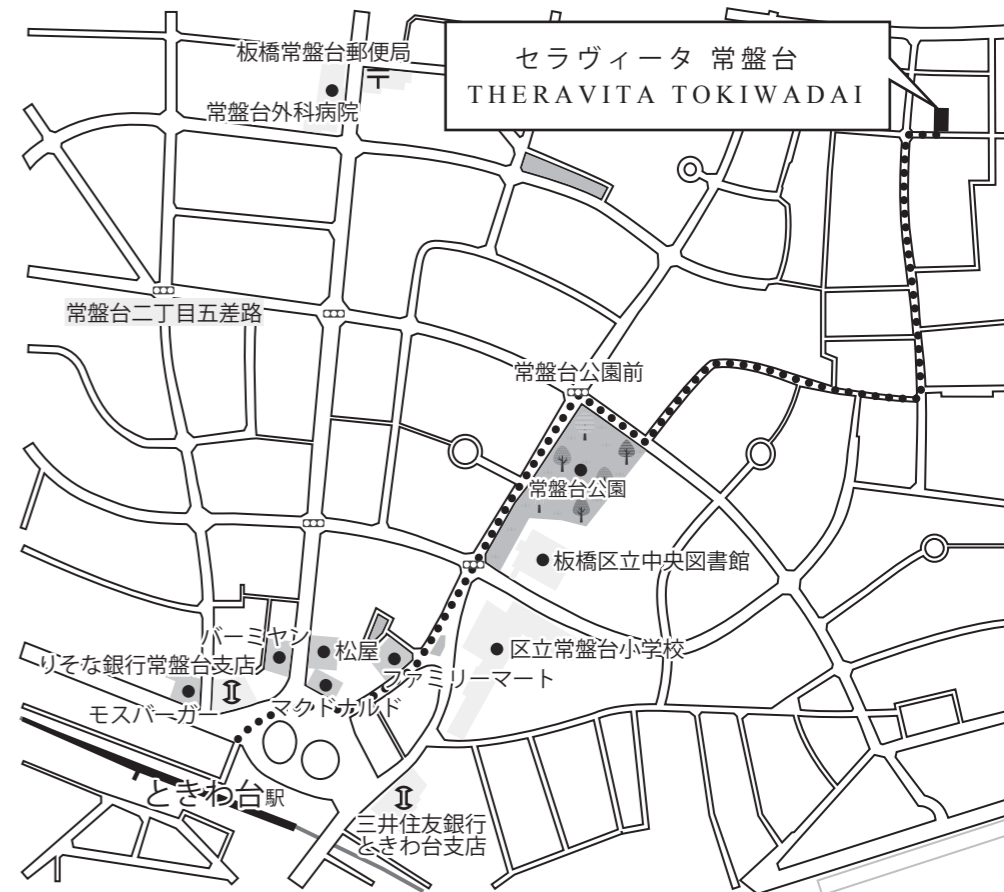 板橋常盤台郵便局
〒
常盤台外科病院
セラヴィータ 常盤台
THERAVITA TOKIWADAI
常盤台二丁目五差路
常盤台公園前
常盤台公園
板橋区立中央図書館
バーミヤン
松屋
区立常盤台小学校
りそな銀行常盤台支店
ファミリーマート
モスバーガー
マクドナルド
ときわ台駅
三井住友銀行
ときわ台支店